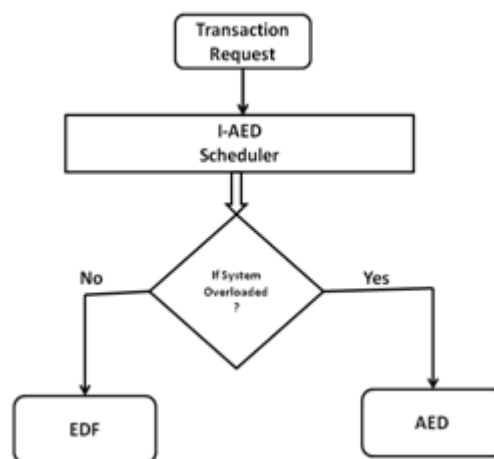 Transaction
Request
I-AED
Scheduler
If System
Overloaded
?
No
Yes
EDF
AED